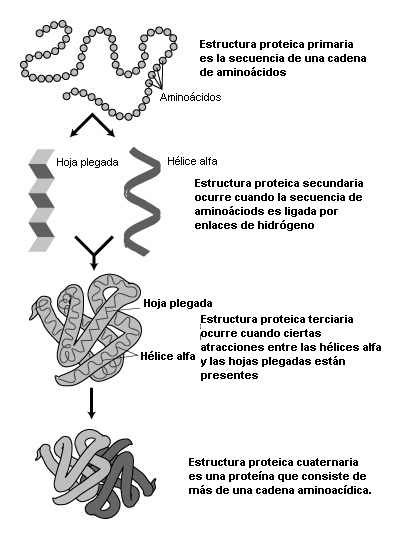 Estructura proteica primaria
es la secuencia de una cadena
de aminoácidos
Aminoácidos
Hoja plegada
Hélice alfa
Estructura proteica secundaria
ocurre cuando la secuencia de
aminoáciods es ligada por
enlaces de hidrógeno
Hoja plegada
Estructura proteica terciaria
ocurre cuando ciertas
atracciones entre las hélices alfa
y las hojas plegadas están
presentes
Hélice alfa
Estructura proteica cuaternaria
es una proteína que consiste de
más de una cadena aminoacídica.